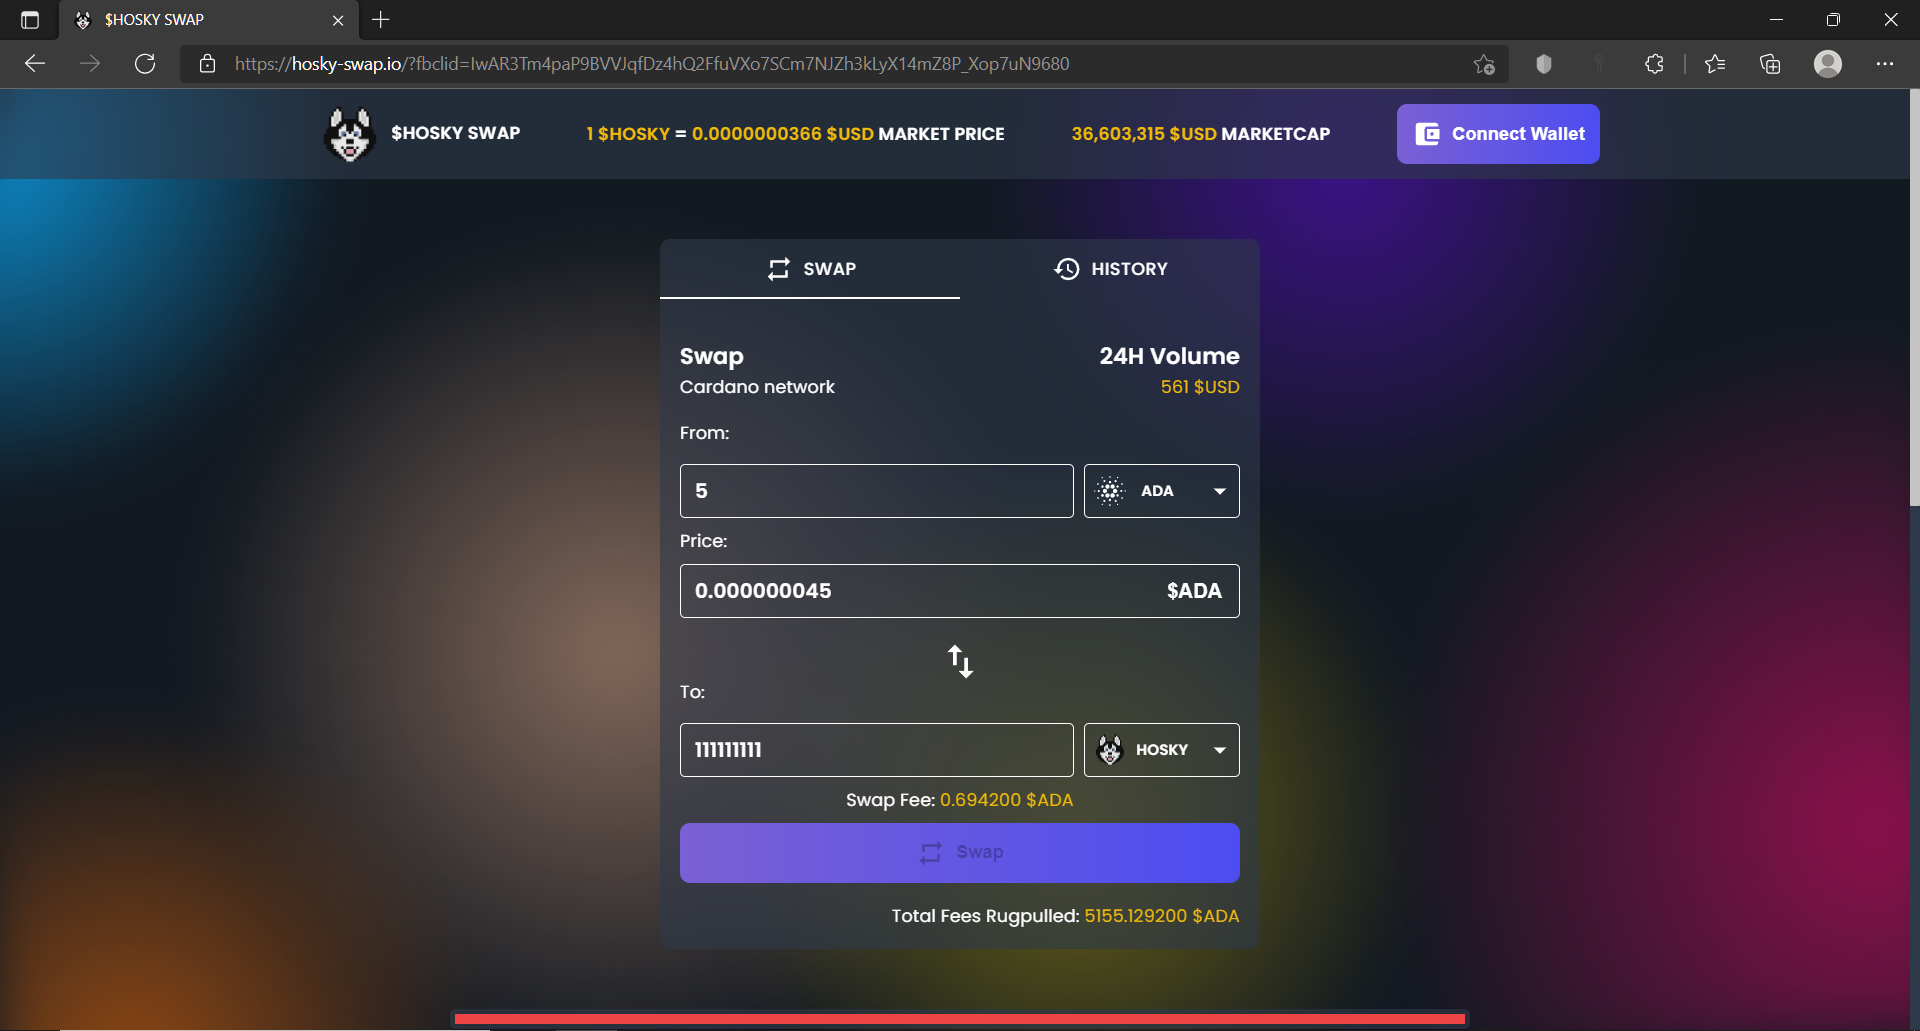 $HOSKY SWAP
https://hosky-swap.io/?fbclid=IwAR3Tm4paP9BVVJqfDz4hQ2FfuVXo7SCm7NJZh3kLyX14mZ8P_Xop7uN9680
$HOSKY SWAP
1 $HOSKY = 0.0000000366 $USD MARKET PRICE
36,603,315 $USD MARKETCAP
Connect Wallet
SWAP
HISTORY
Swap
24H Volume
Cardano network
561 $USD
From:
5
ADA
Price:
0.000000045
$ADA
To:
111111111
HOSKY
Swap Fee: 0.694200 $ADA
Swap
Total Fees Rugpulled: 5155.129200 $ADA